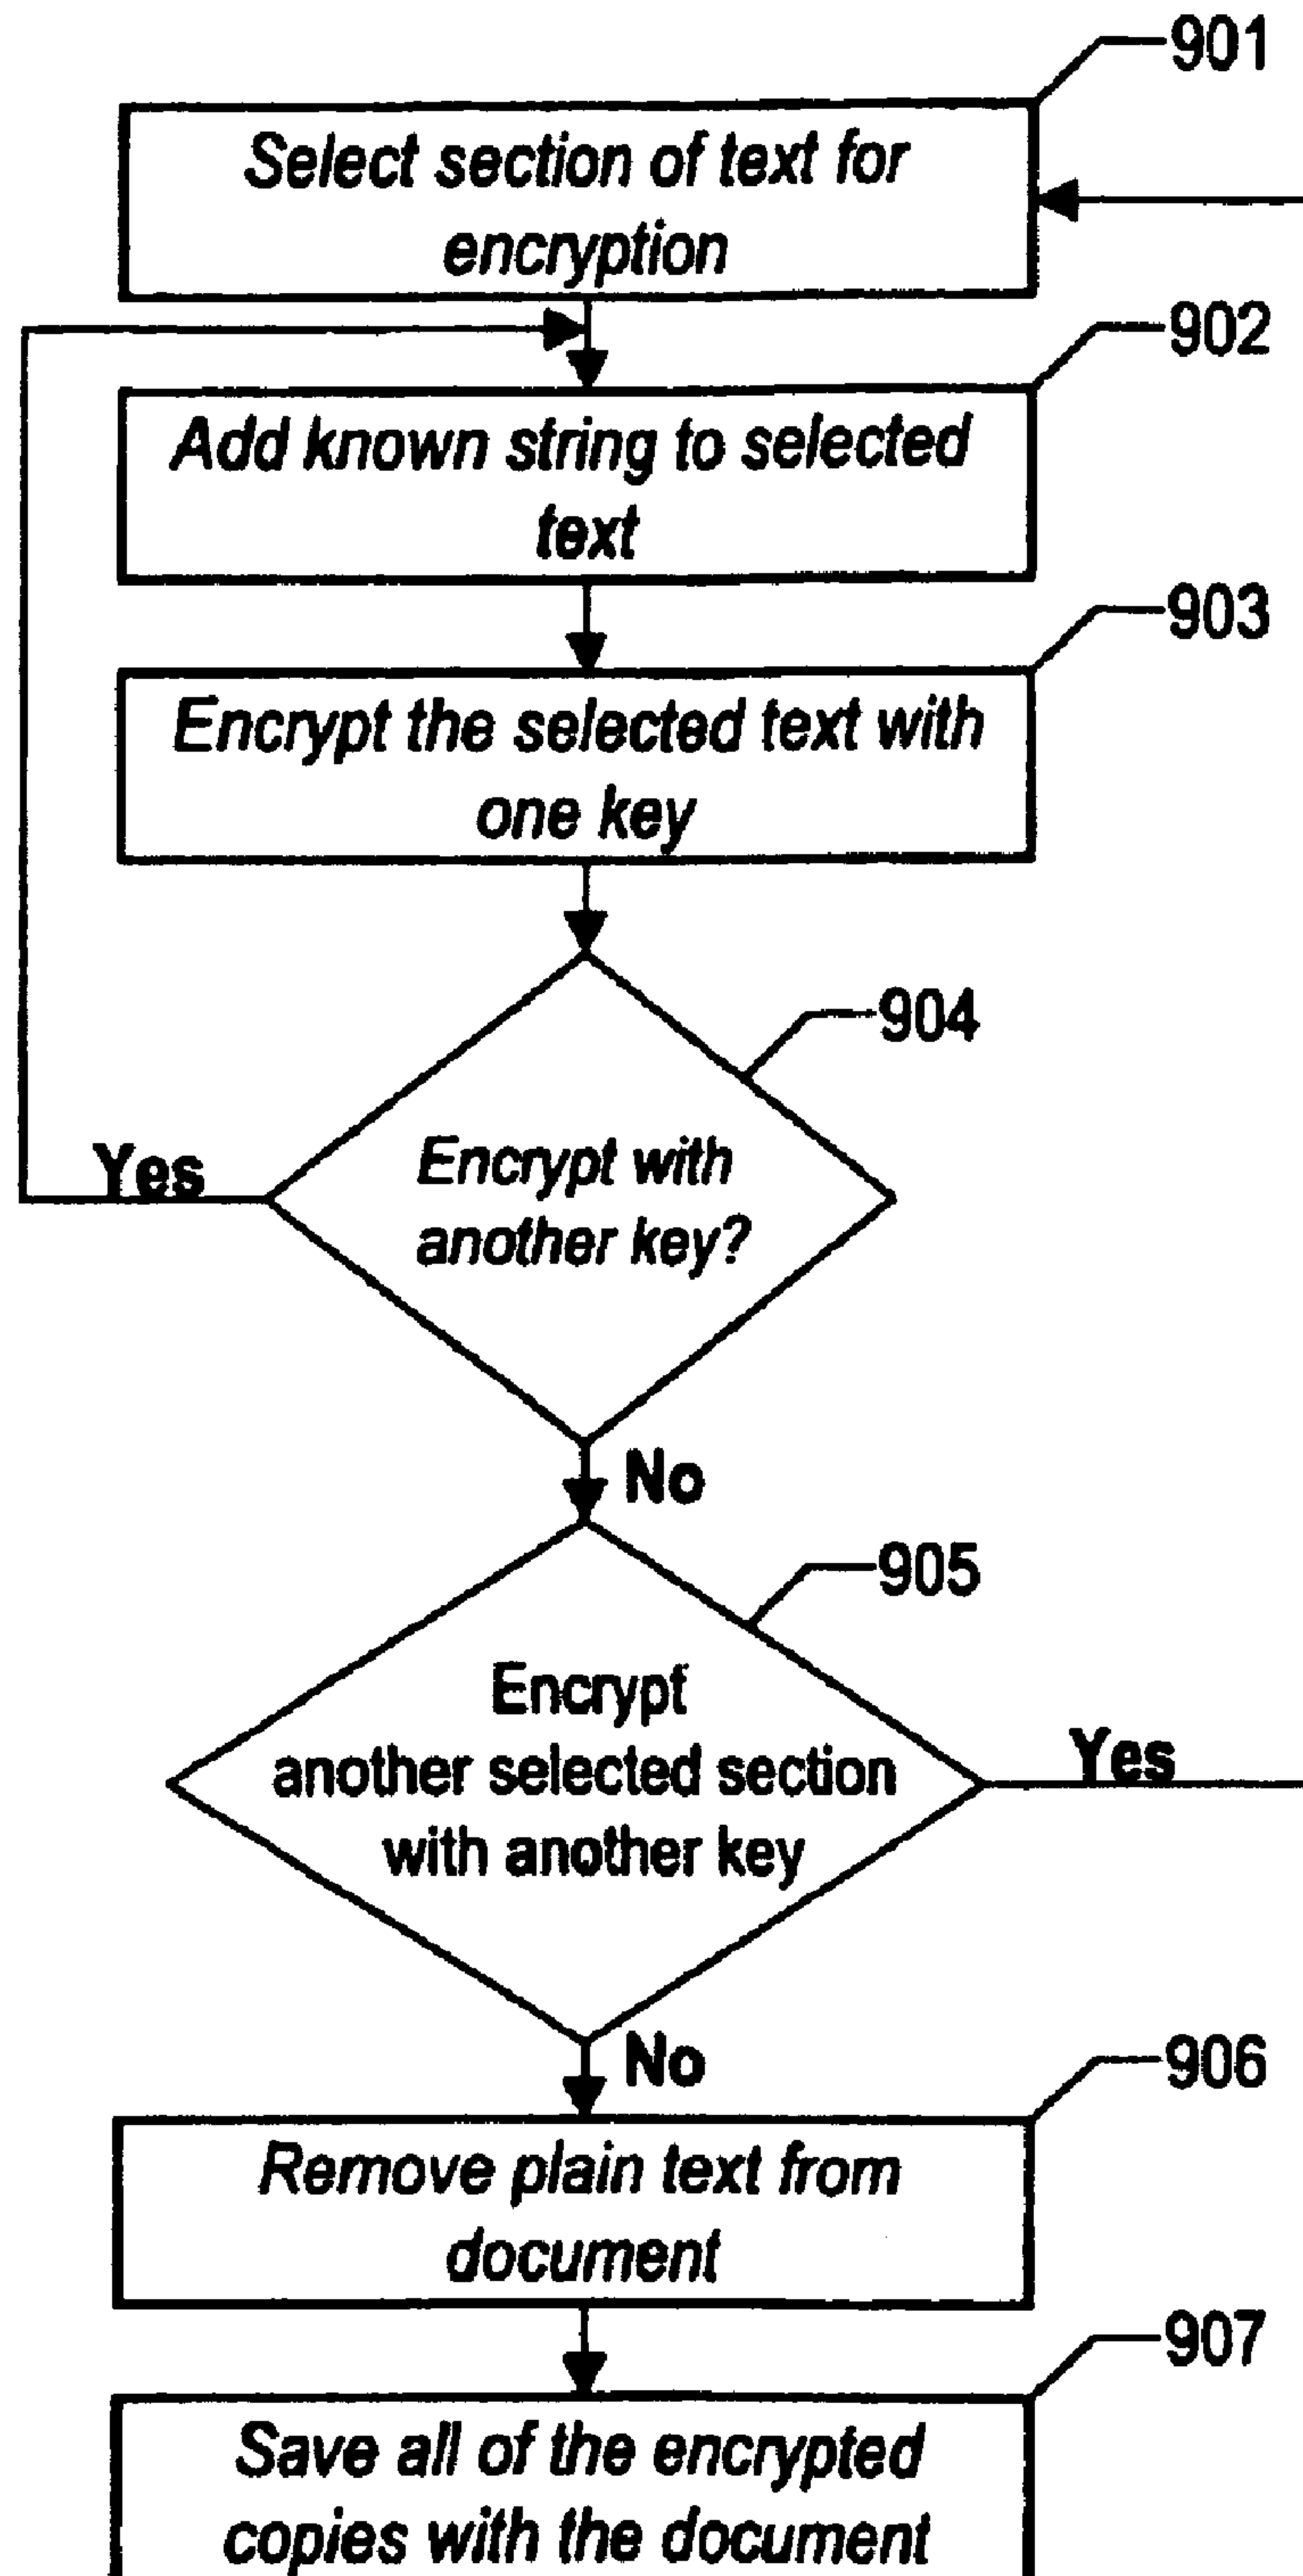 901
Select section of text for
encryption
902
Add known string to selected
text
903
Encrypt the selected text with
one key
904
Encrypt with
another key?
Yes
No
905
Encrypt
another selected section
with another key
Yes
No
906
Remove plain text from
document
907
Save all of the encrypted
copies with the document